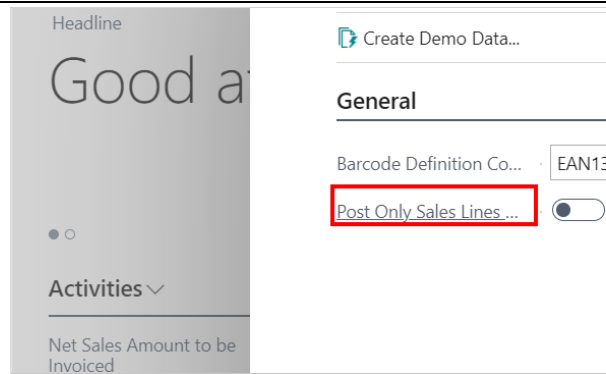 Headline
Good a
Activities
Net Sales Amount to be
Invoiced
Create Demo Data...
General
Barcode Definition Co...
EAN13
Post Only Sales Lines ...